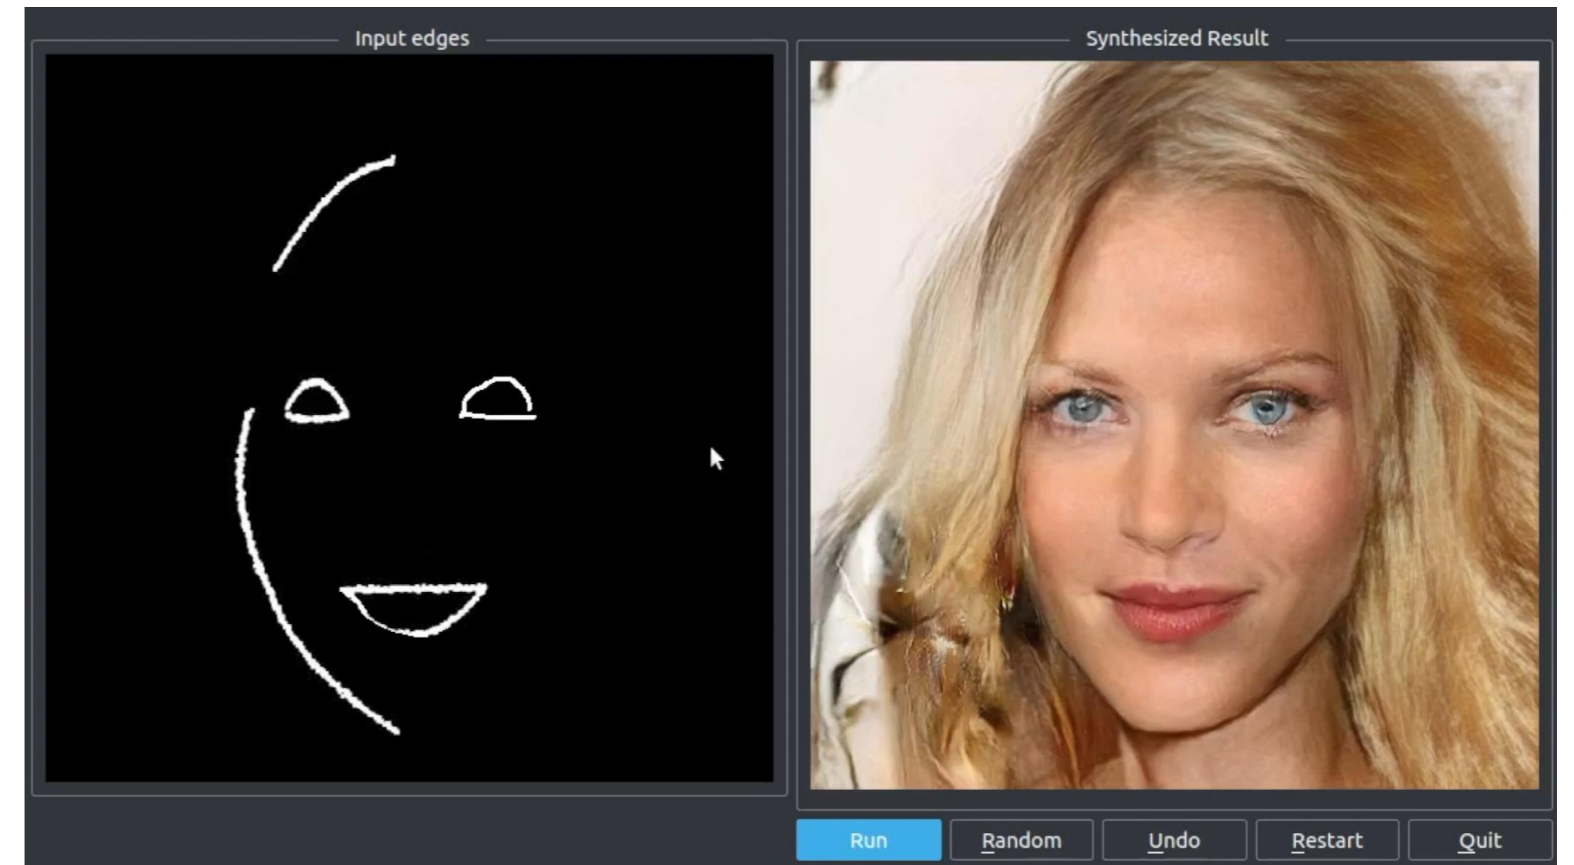 Input edges
Synthesized Result
Run
Random
Undo
Restart
Quit